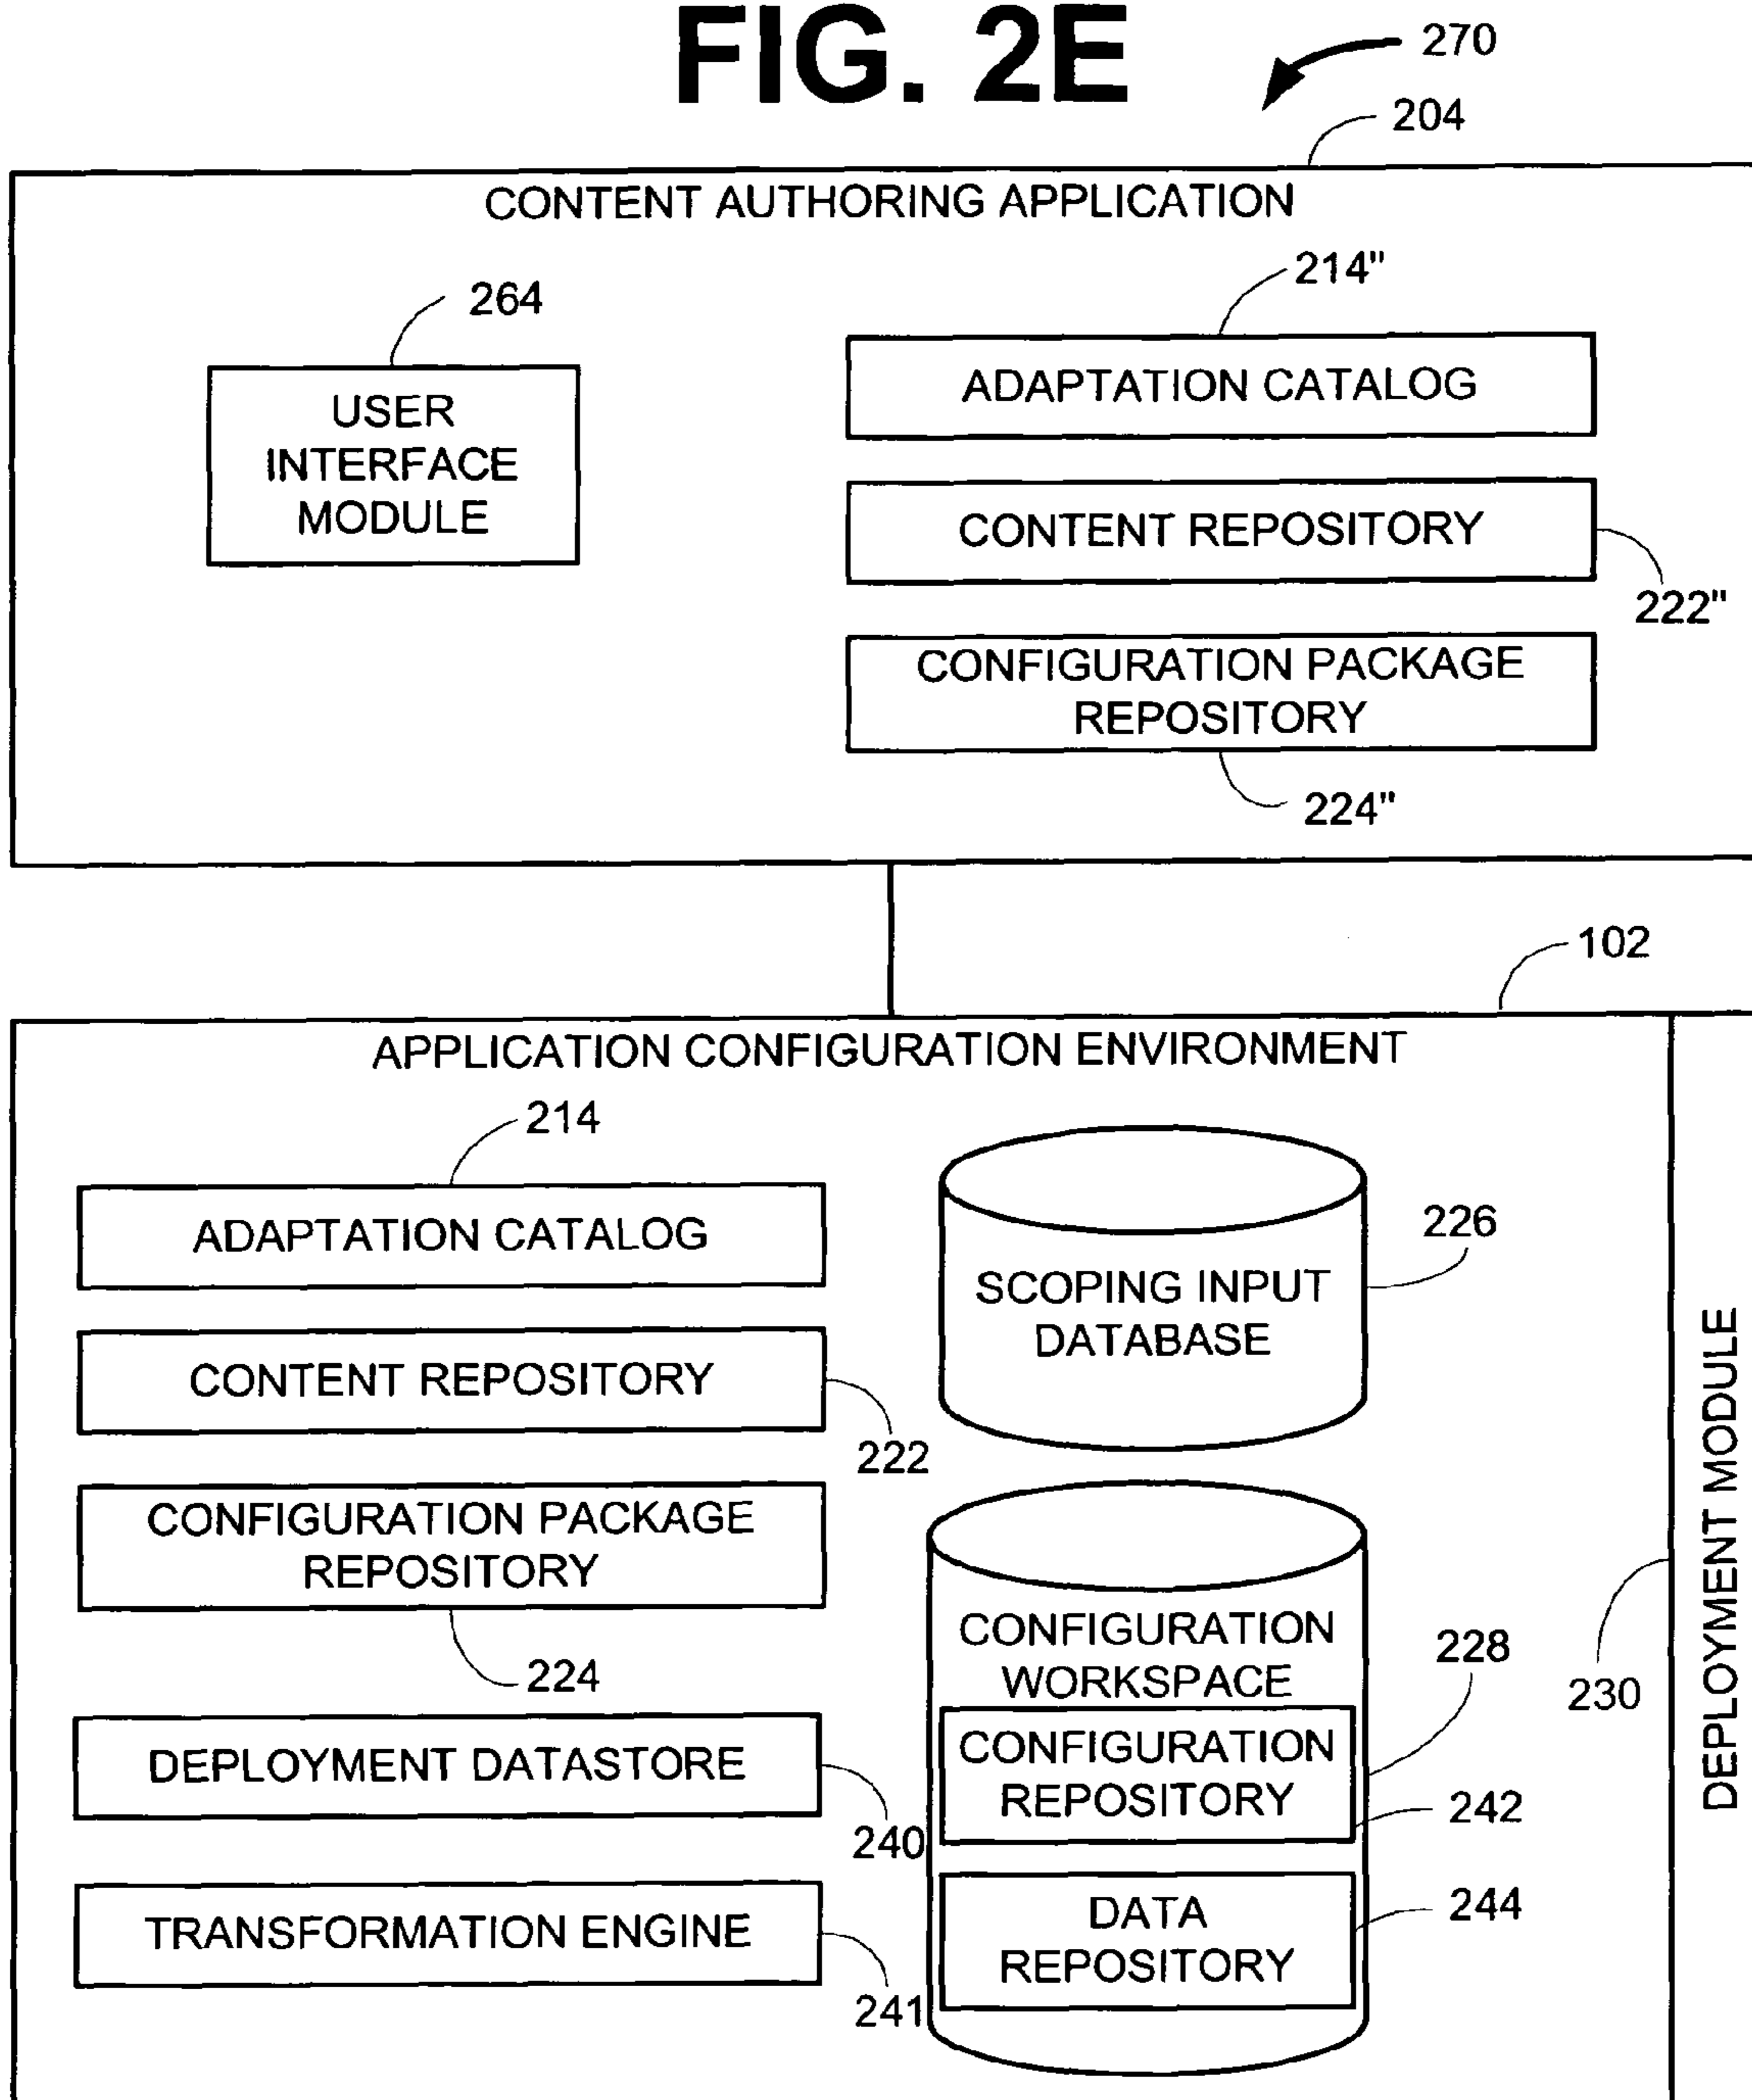 FIG. 2E
270
204
CONTENT AUTHORING APPLICATION
214"
264
USER
INTERFACE
MODULE
ADAPTATION CATALOG
CONTENT REPOSITORY
222"
CONFIGURATION PACKAGE
REPOSITORY
224"
102
APPLICATION CONFIGURATION ENVIRONMENT
214
ADAPTATION CATALOG
226
SCOPING INPUT
DATABASE
CONTENT REPOSITORY
222
CONFIGURATION PACKAGE
REPOSITORY
224
CONFIGURATION
WORKSPACE
228
230
DEPLOYMENT MODULE
DEPLOYMENT DATASTORE
240
CONFIGURATION
REPOSITORY
242
TRANSFORMATION ENGINE
241
DATA
REPOSITORY
244